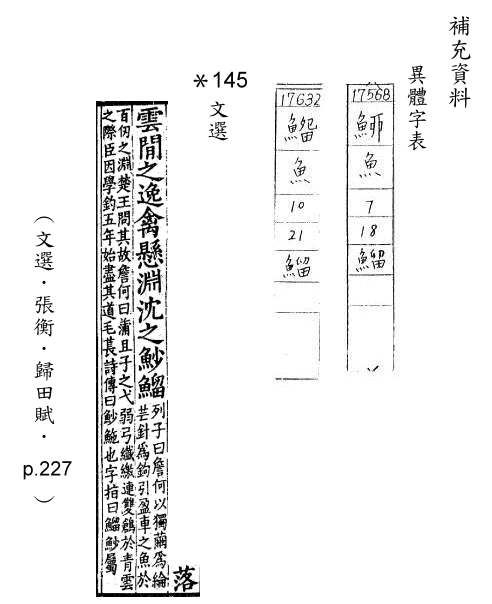 補充資料
異體字表
17568
魚
7
18
鰡
17632
魚
10
21
鰡
*145
文選
落
雲間之逸禽懸淵沈之魦鰡
列子曰詹何以獨繭爲綸
芒針爲鉤引盈車之魚於
百仞之淵楚王問其故詹何曰蒲且子之弋弱弓纖繳連雙鶬於青雲
之際臣因學釣五年始盡其道毛萇詩傳曰魦鮀也字指曰鰡魦屬
(文選·張衡·歸田賦·p.227)